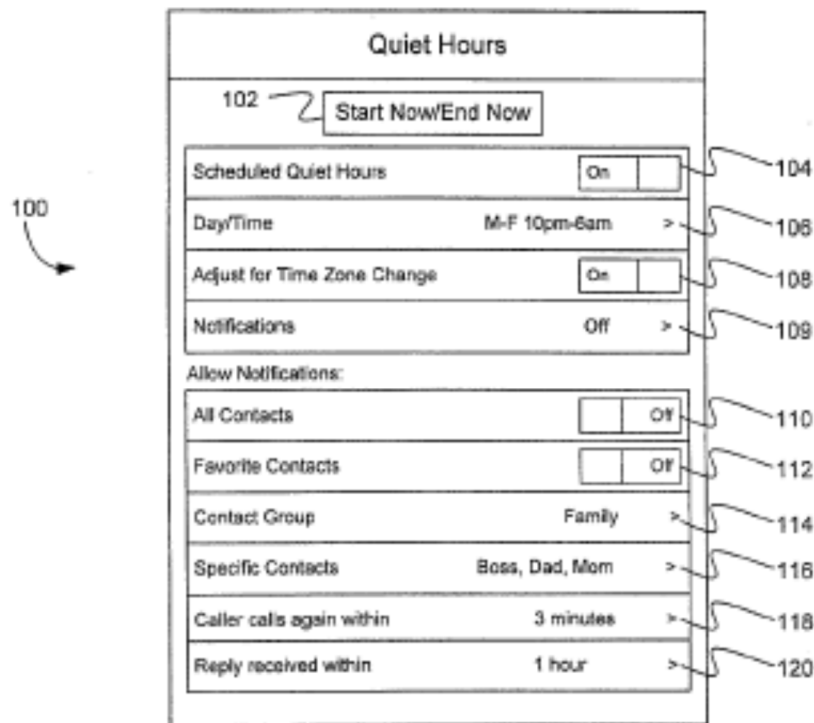 Quiet Hours
102 Start Now/End Now
Scheduled Quiet Hours On 104
100
Day/Time M-F 10pm-6am > 106
Adjust for Time Zone Change On 108
Notifications Off > 109
Allow Notifications:
All Contacts Off 110
Favorite Contacts Off 112
Contact Group Family > 114
Specific Contacts Boss, Dad, Mom > 116
Caller calls again within 3 minutes > 118
Reply received within 1 hour > 120